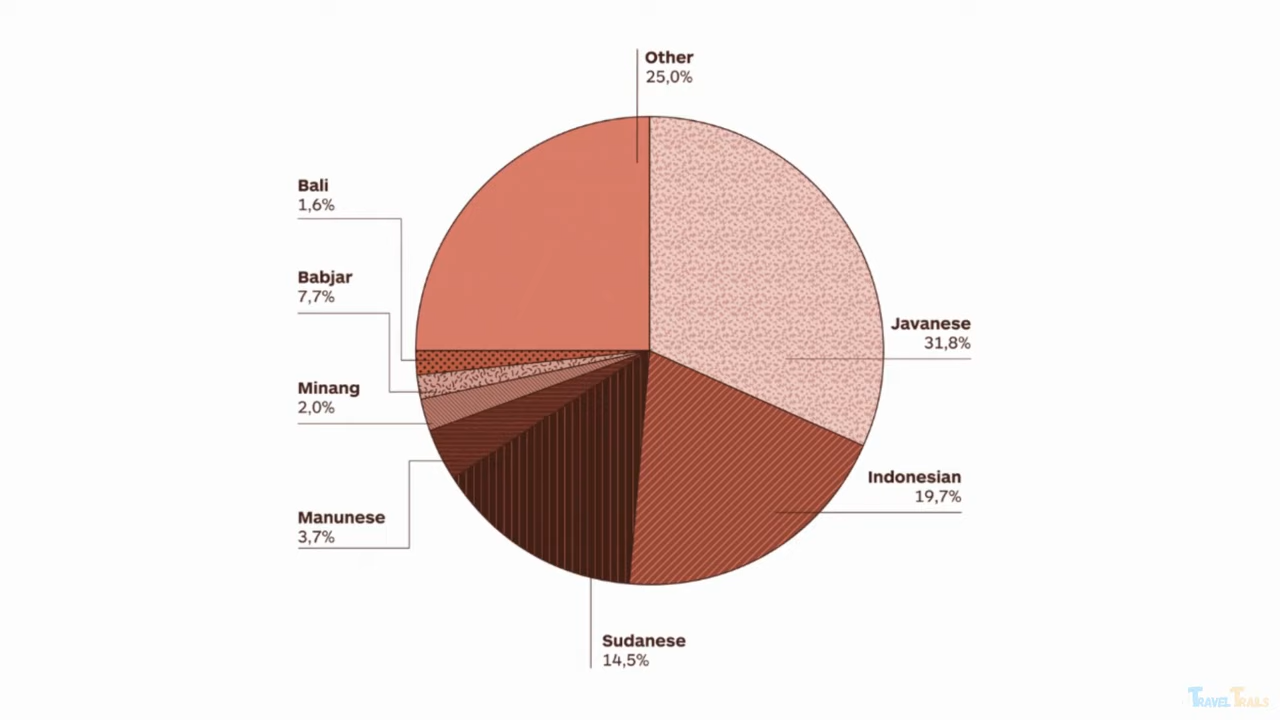 Other
25,0%
Bali
1,6%
Babjar
7,7%
Javanese
31,8%
Minang
2,0%
Indonesian
19,7%
Manunese
3,7%
Sudanese
14,5%
TRAVEL TRAILS